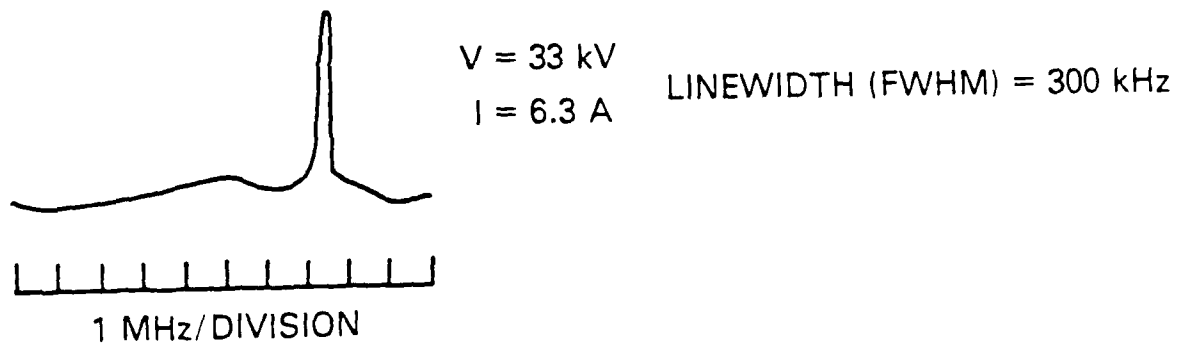 V = 33 kV
I = 6.3 A
LINEWIDTH (FWHM) = 300 kHz
1 MHz/DIVISION